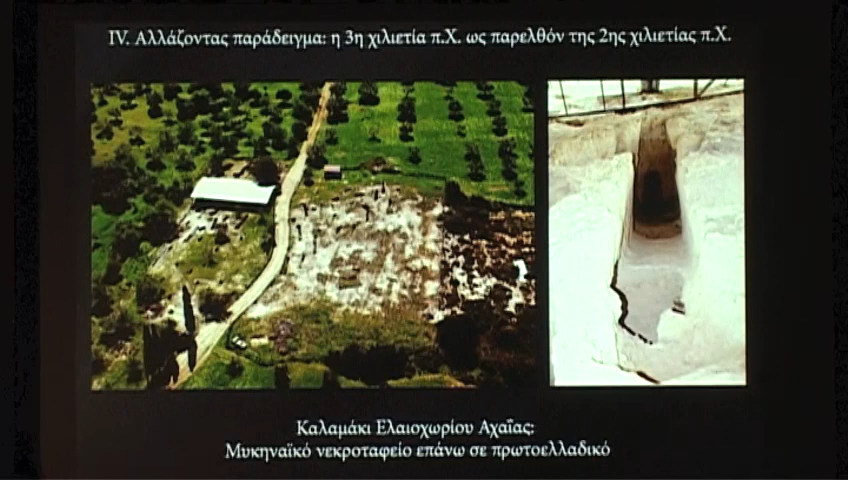 IV. Αλλάζοντας παράδειγμα: η 3η χιλιετία π.Χ. ως παρελθόν της 2ης χιλιετίας π.Χ.
Καλαμάκι Ελαιοχωρίου Αχαΐας:
Μυκηναϊκό νεκροταφείο επάνω σε πρωτοελλαδικό